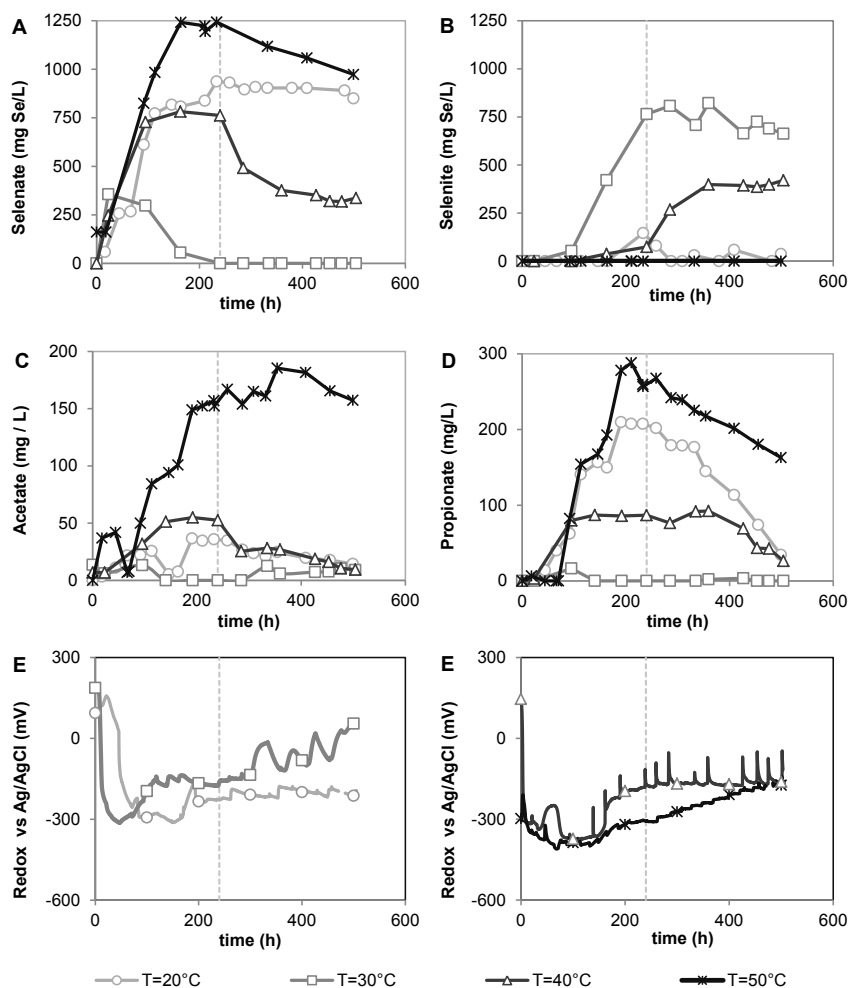 A
1250
1000
750
500
250
0
Selenate (mg Se/L)
0 200 400 600
time (h)
B
1250
1000
750
500
250
0
Selenite (mg Se/L)
0 200 400 600
time (h)
C
200
150
100
50
0
Acetate (mg / L)
0 200 400 600
time (h)
D
300
200
100
0
Propionate (mg/L)
0 200 400 600
time (h)
E
300
0
-300
-600
Redox vs Ag/AgCl (mV)
0 200 400 600
time (h)
E
300
0
-300
-600
Redox vs Ag/AgCl (mV)
0 200 400 600
time (h)
T=20°C T=30°C T=40°C T=50°C